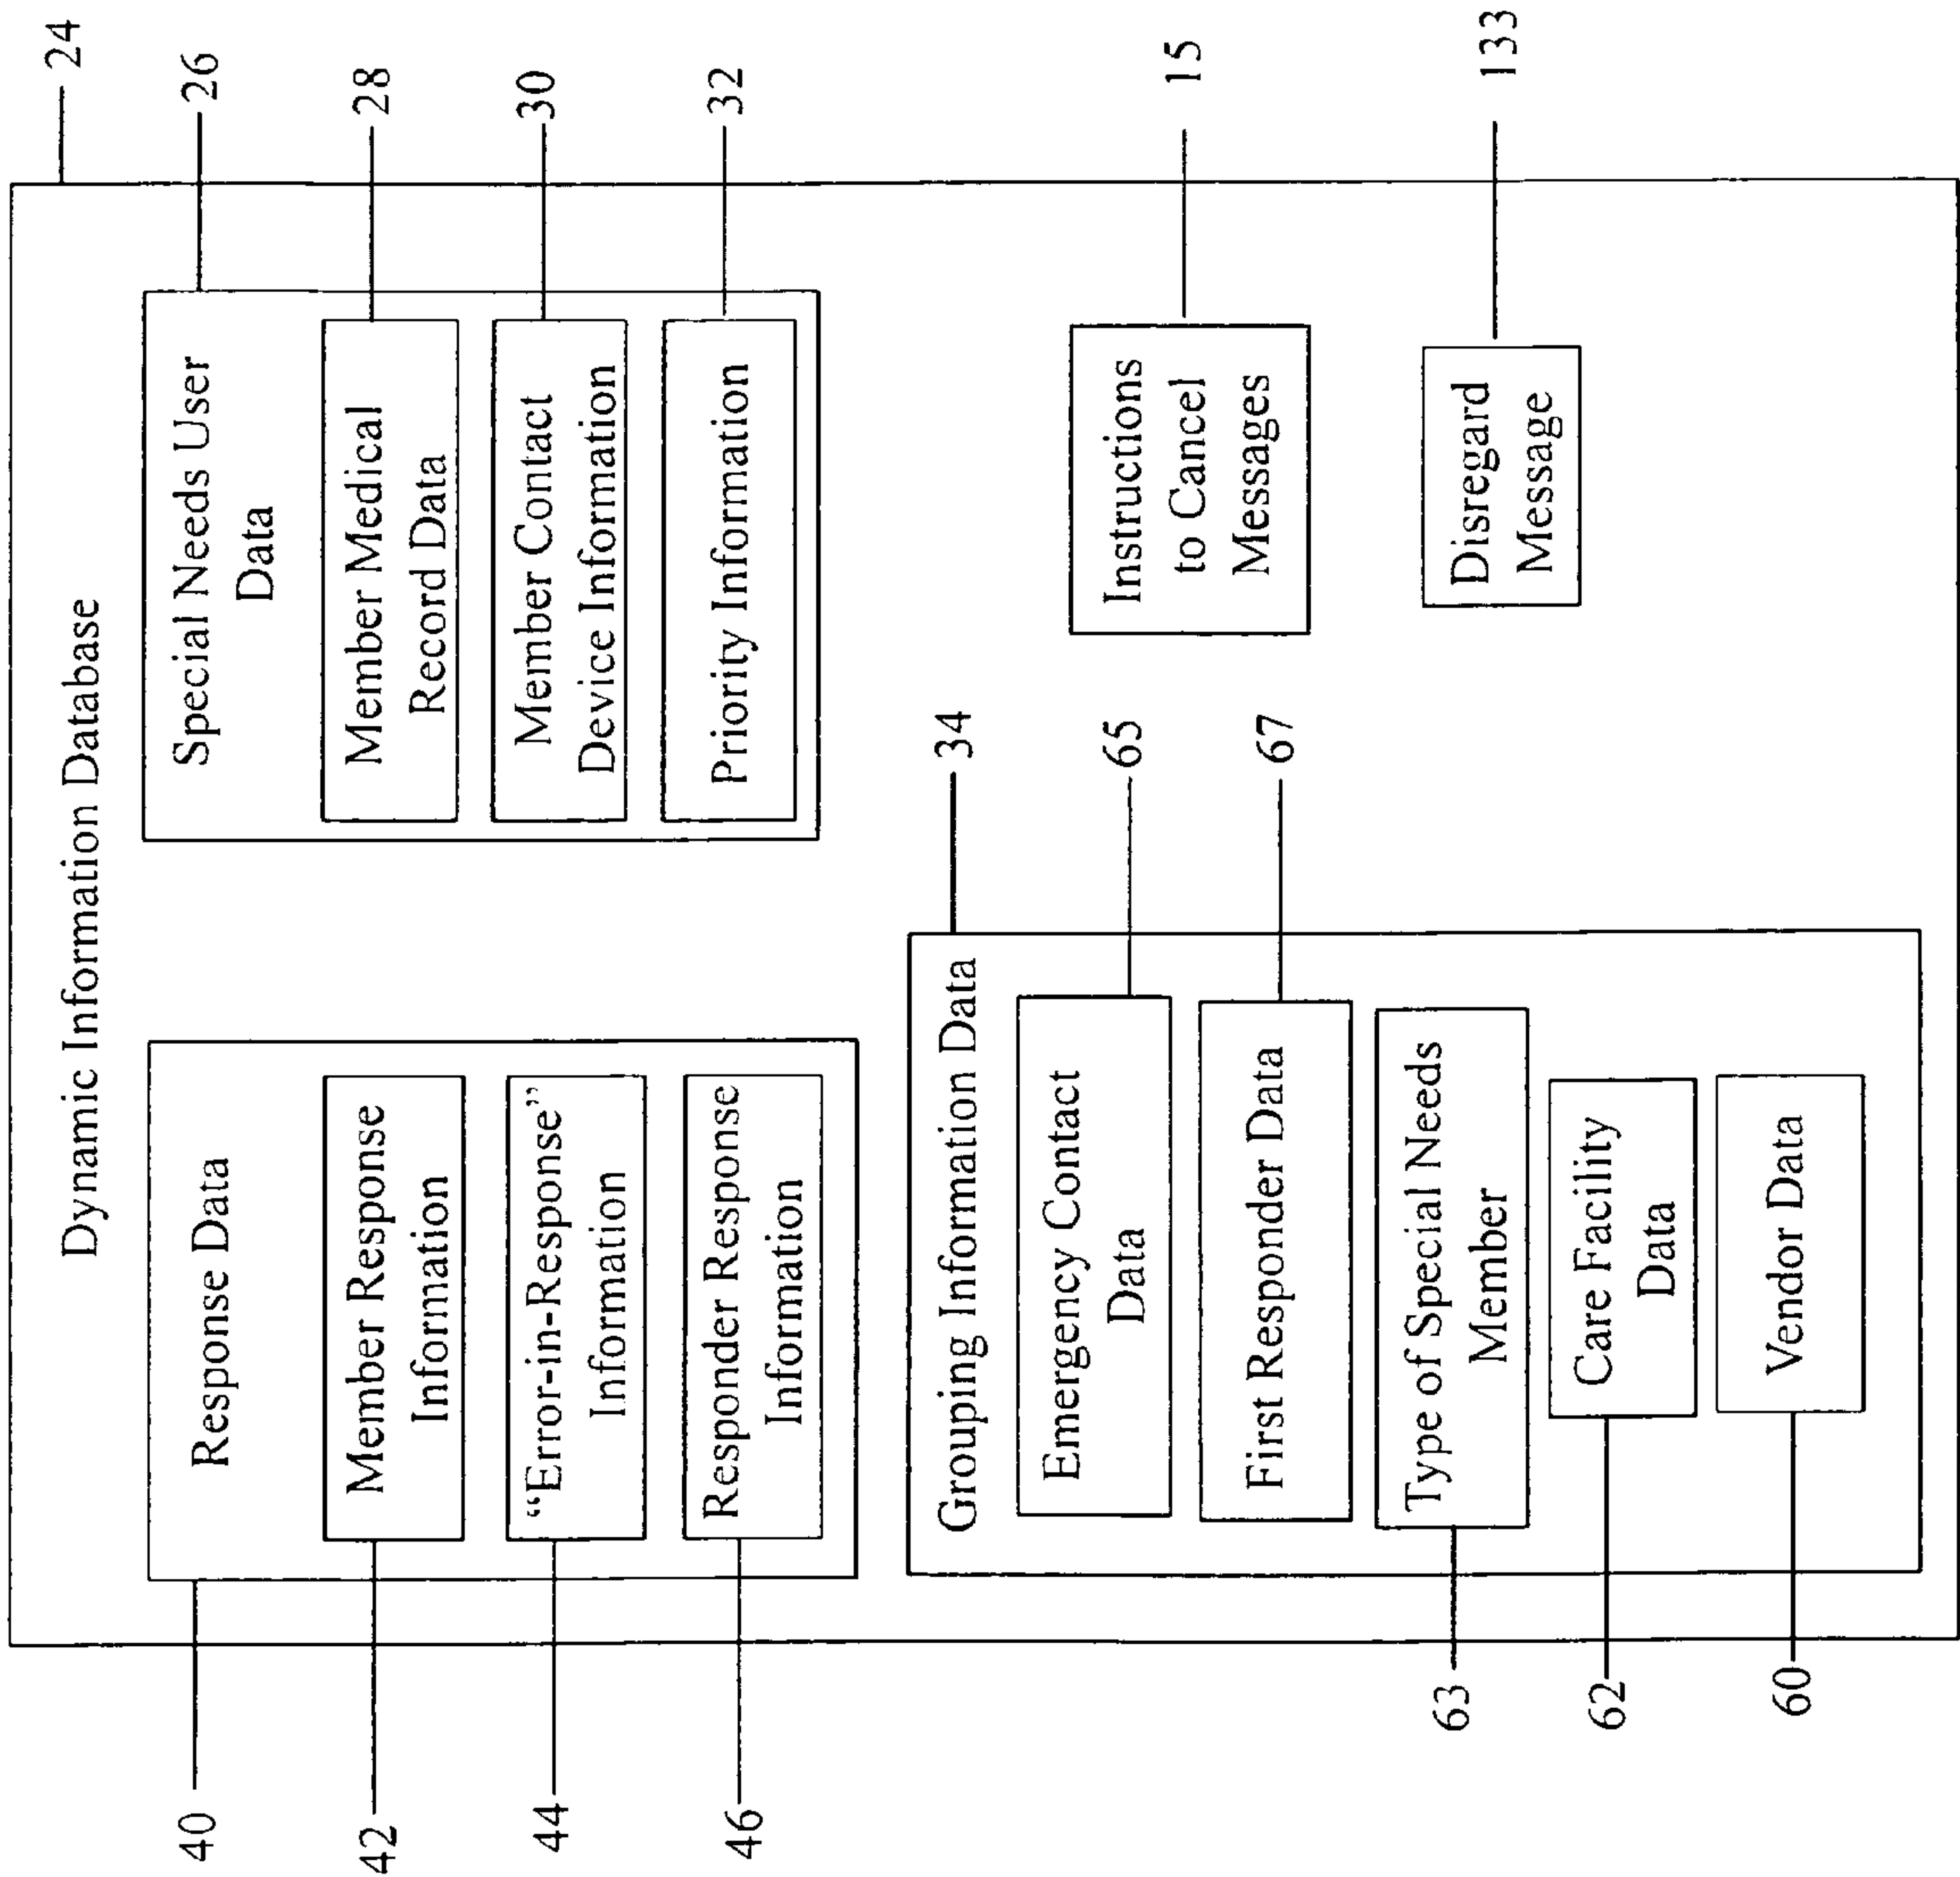 Dynamic Information Database
24
Response Data
40
Member Response
Information
42
“Error-in-Response”
Information
44
Responder Response
Information
46
Special Needs User
Data
26
Member Medical
Record Data
28
Member Contact
Device Information
30
Priority Information
32
Grouping Information Data
34
Emergency Contact
Data
65
First Responder Data
67
Type of Special Needs
Member
63
Care Facility
Data
62
Vendor Data
60
Instructions
to Cancel
Messages
15
Disregard
Message
133